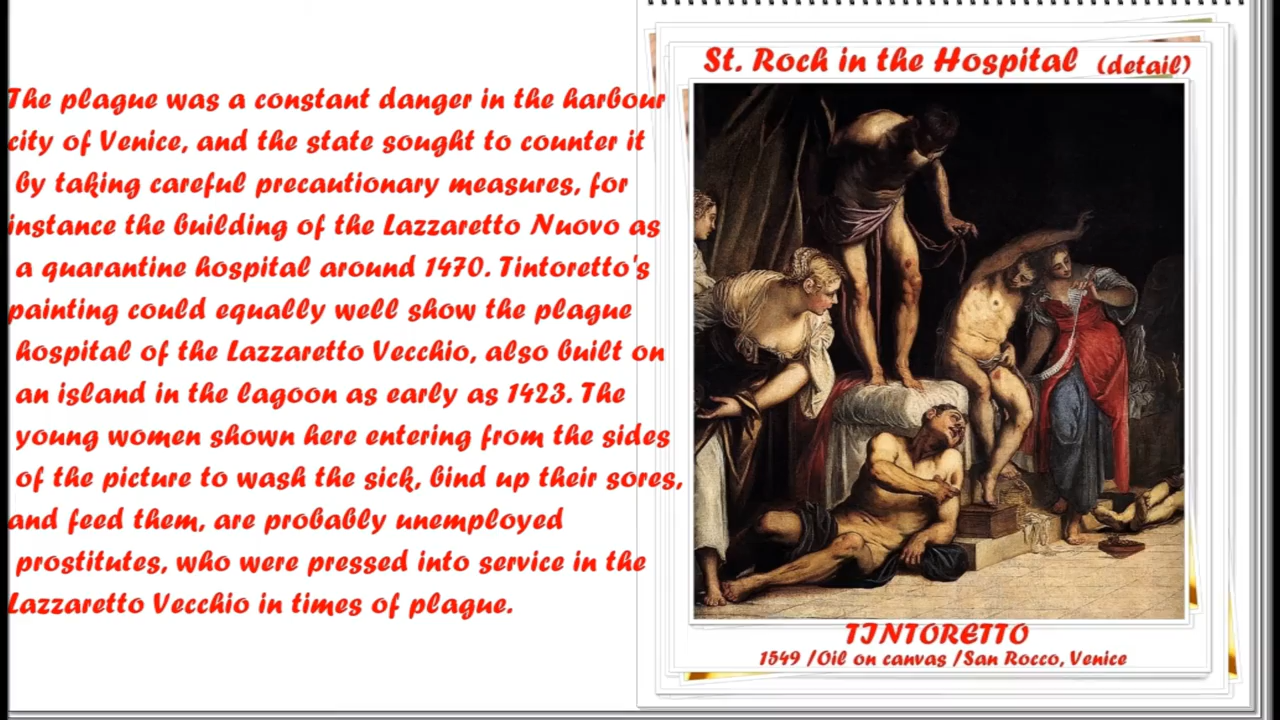 The plague was a constant danger in the harbour
city of Venice, and the state sought to counter it
by taking careful precautionary measures, for
instance the building of the Lazzaretto Nuovo as
a quarantine hospital around 1470. Tintoretto's
painting could equally well show the plague
hospital of the Lazzaretto Vecchio, also built on
an island in the lagoon as early as 1423. The
young women shown here entering from the sides
of the picture to wash the sick, bind up their sores,
and feed them, are probably unemployed
prostitutes, who were pressed into service in the
Lazzaretto Vecchio in times of plague.
St. Roch in the Hospital (detail)
TINTORETTO
1549 /Oil on canvas /San Rocco, Venice